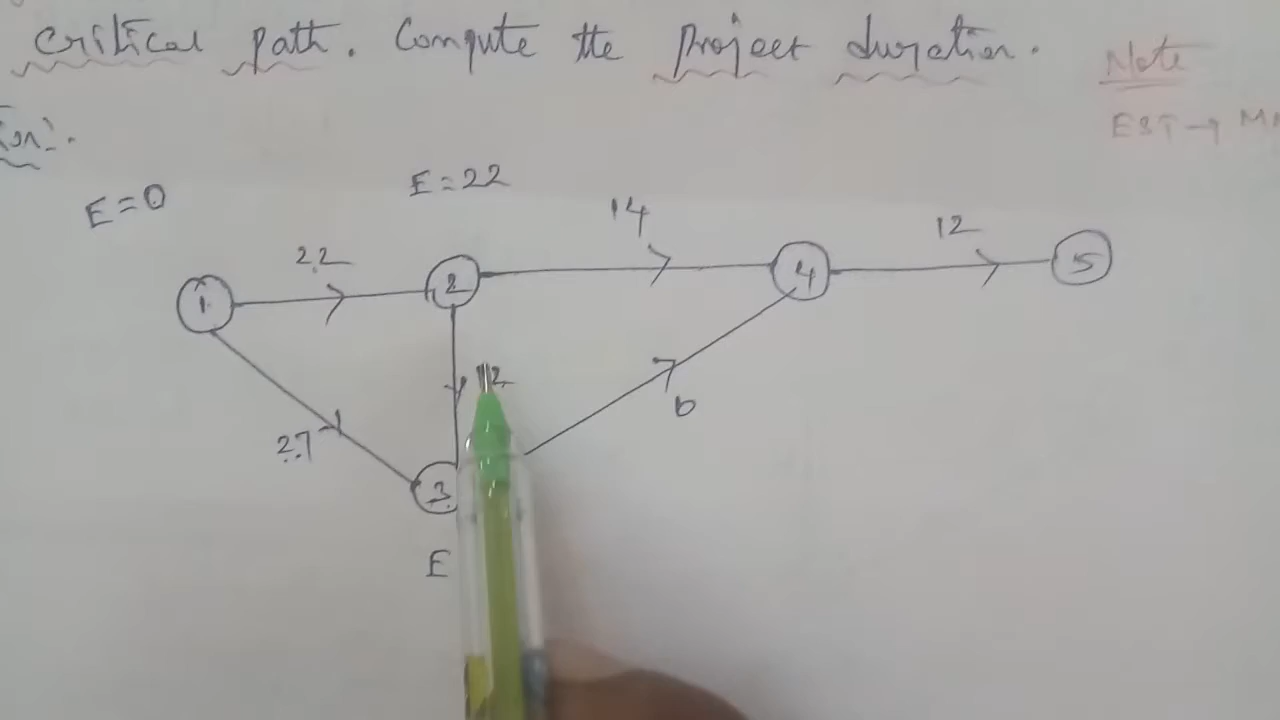 critical path. Compute the Project duration.
Note
EST →
E=0
E=22
14
12
22
1
2
4
5
12
6
27
3
E